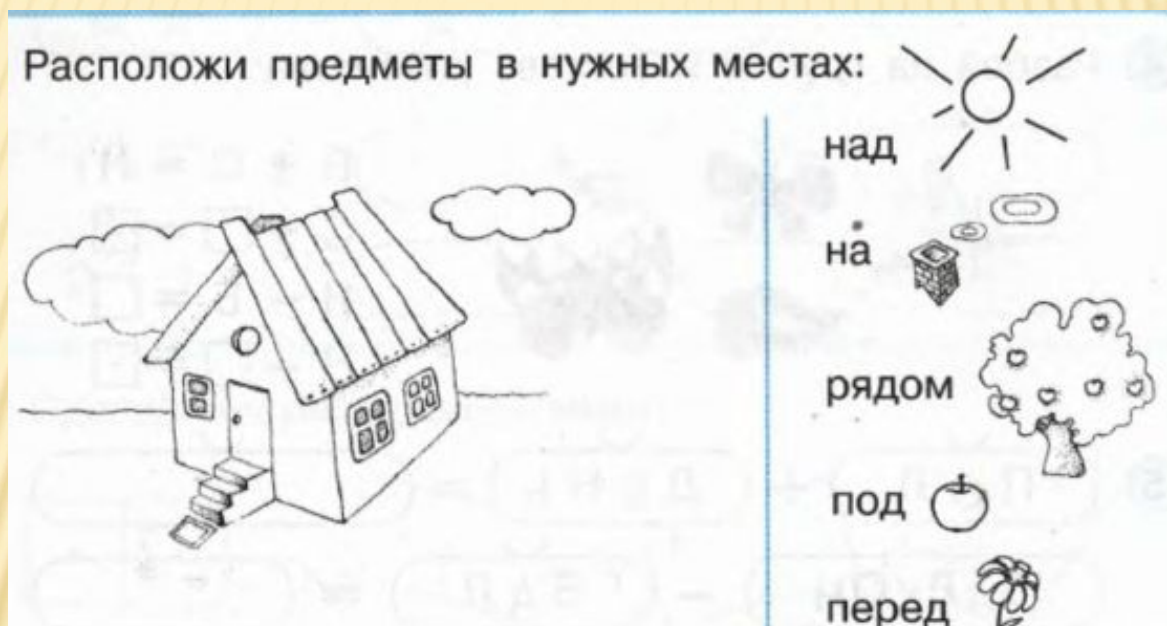 Расположи предметы в нужных местах:
над
на
рядом
под
перед